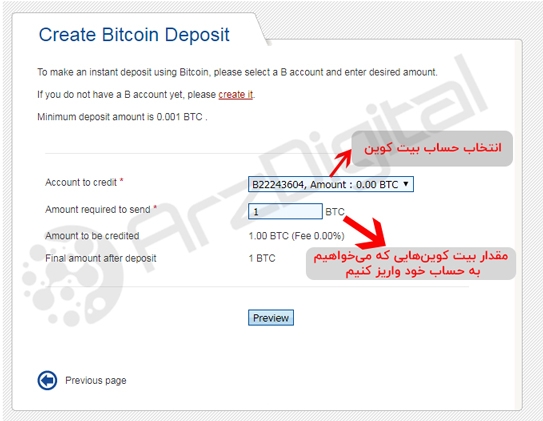 Create Bitcoin Deposit
To make an instant deposit using Bitcoin, please select a B account and enter desired amount.
If you do not have a B account yet, please create it.
Minimum deposit amount is 0.001 BTC .
انتخاب حساب بیت کوین
Account to credit * B22243604, Amount : 0.00 BTC
Amount required to send * 1 BTC
Amount to be credited 1.00 BTC (Fee 0.00%)
Final amount after deposit 1 BTC
مقدار بیت کوین‌هایی که می‌خواهیم
به حساب خود واریز کنیم
Preview
Previous page
ArzDigital